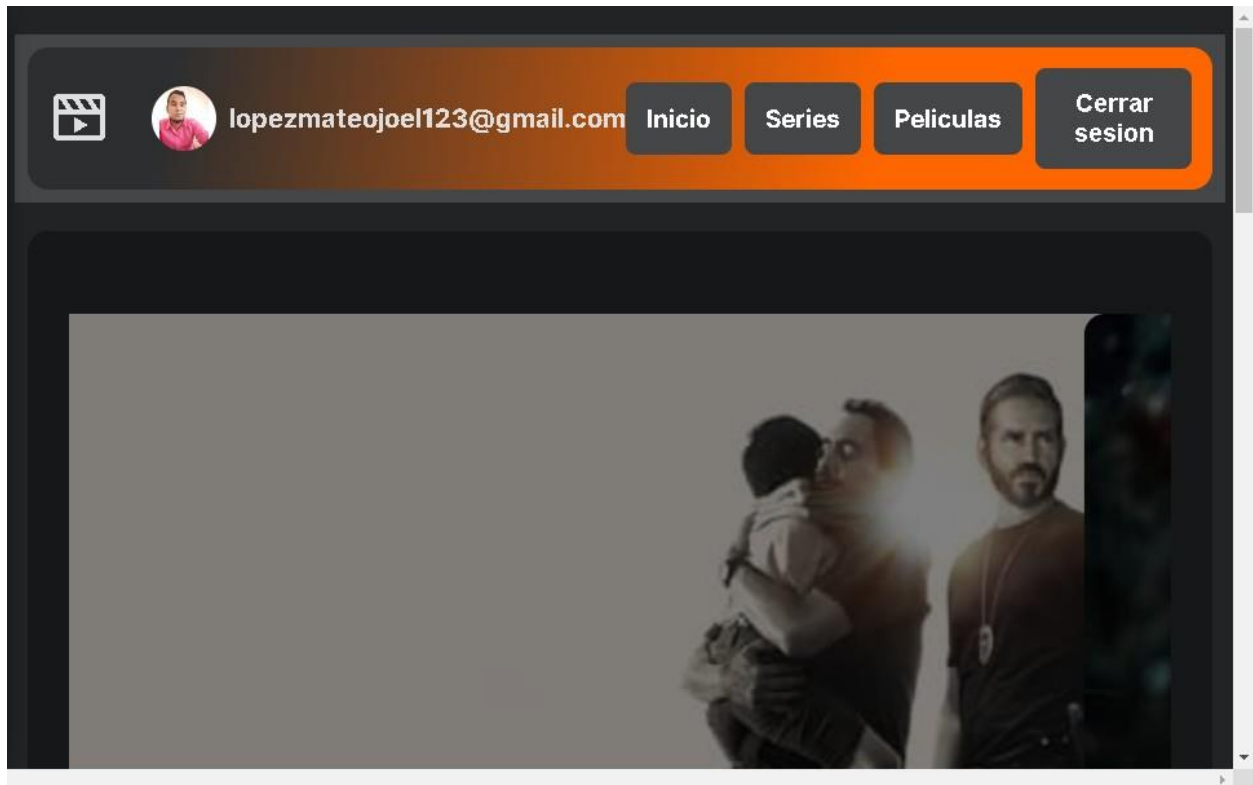 lopezmateojoel123@gmail.com
Inicio
Series
Peliculas
Cerrar
sesion